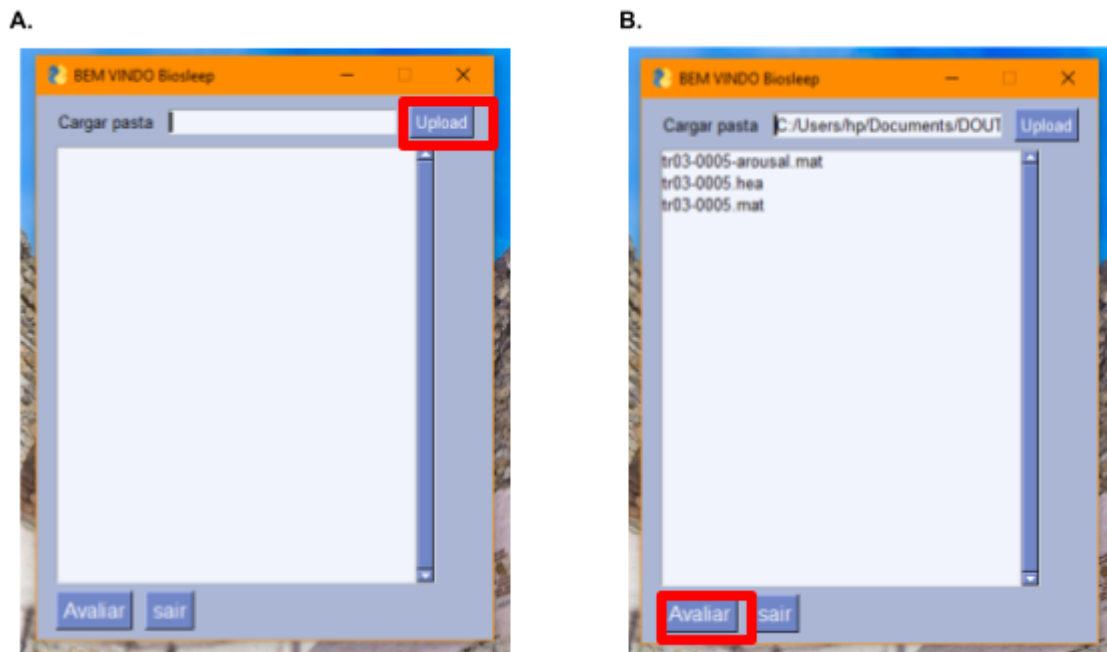 A.
BEM VINDO Biosleep
Cargar pasta
Upload
Avaliar sair
B.
BEM VINDO Biosleep
Cargar pasta C:/Users/hp/Documents/DOUT Upload
tr03-0005-arousal.mat
tr03-0005.hea
tr03-0005.mat
Avaliar sair